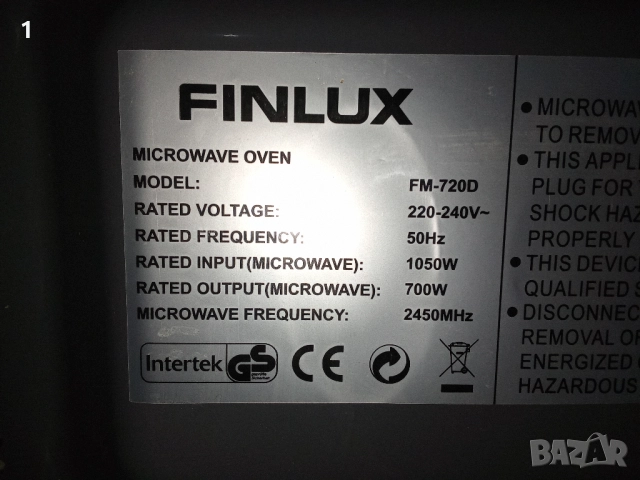 1
FINLUX
MICROWAVE OVEN
MODEL: FM-720D
RATED VOLTAGE: 220-240V~
RATED FREQUENCY: 50Hz
RATED INPUT(MICROWAVE): 1050W
RATED OUTPUT(MICROWAVE): 700W
MICROWAVE FREQUENCY: 2450MHz
Intertek GS CE
• MICROWAV
TO REMOV
• THIS APPL
PLUG FOR
SHOCK HAZ
PROPERLY
• THIS DEVIC
QUALIFIED S
• DISCONNEC
REMOVAL OF
ENERGIZED
HAZARDOUS
BAZAR